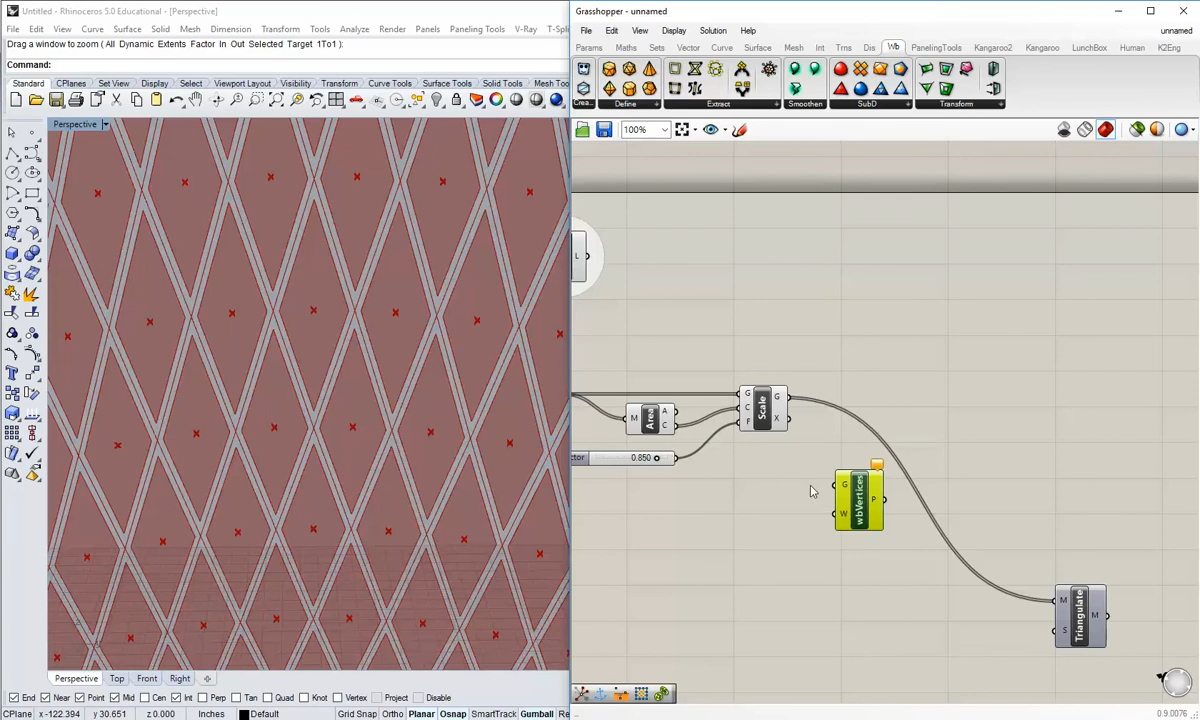 Untitled - Rhinoceros 5.0 Educational - [Perspective]
File Edit View Curve Surface Solid Mesh Dimension Transform Tools Analyze Render Panels V-Ray T-Spli
Drag a window to zoom ( All Dynamic Extents Factor In Out Selected Target 1To1 ):
Command:
Standard CPlanes Set View Display Select Viewport Layout Visibility Transform Curve Tools Surface Tools Solid Tools Mesh Too
Perspective
Perspective Top Front Right
End Near Point Mid Cen Int Perp Tan Quad Knot Vertex Project Disable
CPlane x -122.394 y 30.651 z 0.000 Inches Default Grid Snap Ortho Planar Osnap SmartTrack Gumball Re
Grasshopper - unnamed
File Edit View Display Solution Help unnamed
Params Maths Sets Vector Curve Surface Mesh Int Trns Dis Wb PanelingTools Kangaroo2 Kangaroo LunchBox Human K2Eng
Crea... Define Extract Smoothen SubD Transform
100%
L
M Area A C
G C F Scale G X
ctor 0.850
G W wbVertices P
M S Triangulate M
0.9.0076